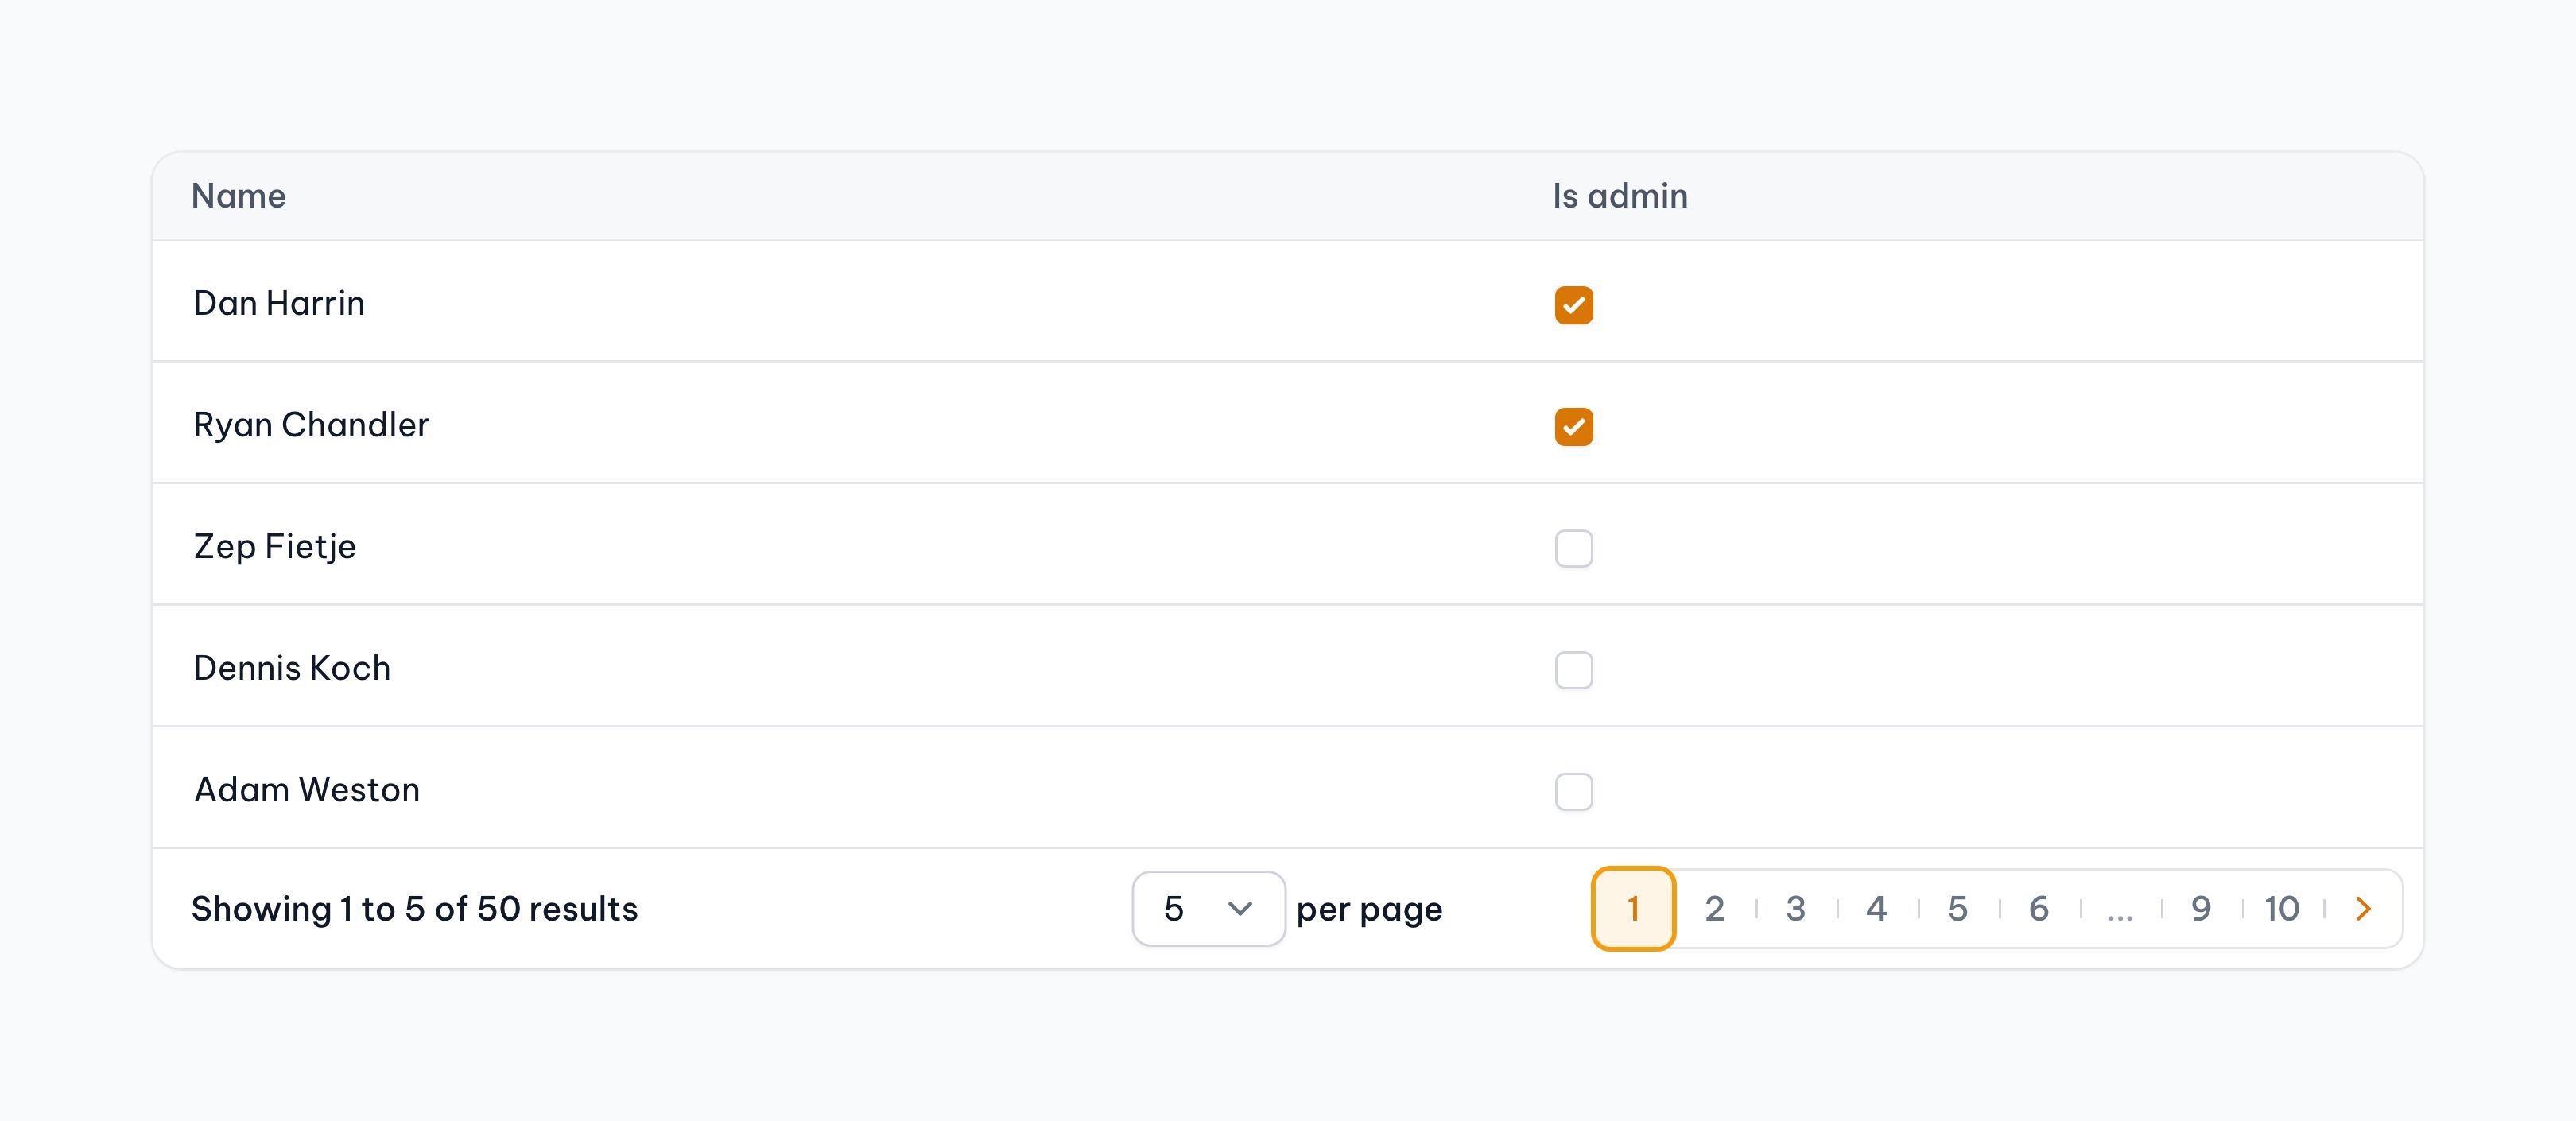 Name Is admin
Dan Harrin
Ryan Chandler
Zep Fietje
Dennis Koch
Adam Weston
Showing 1 to 5 of 50 results 5 per page 1 2 3 4 5 6 ... 9 10